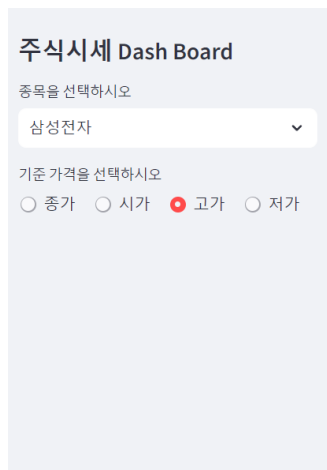 주식시세 Dash Board
종목을 선택하시오
삼성전자
기준 가격을 선택하시오
종가 시가 고가 저가